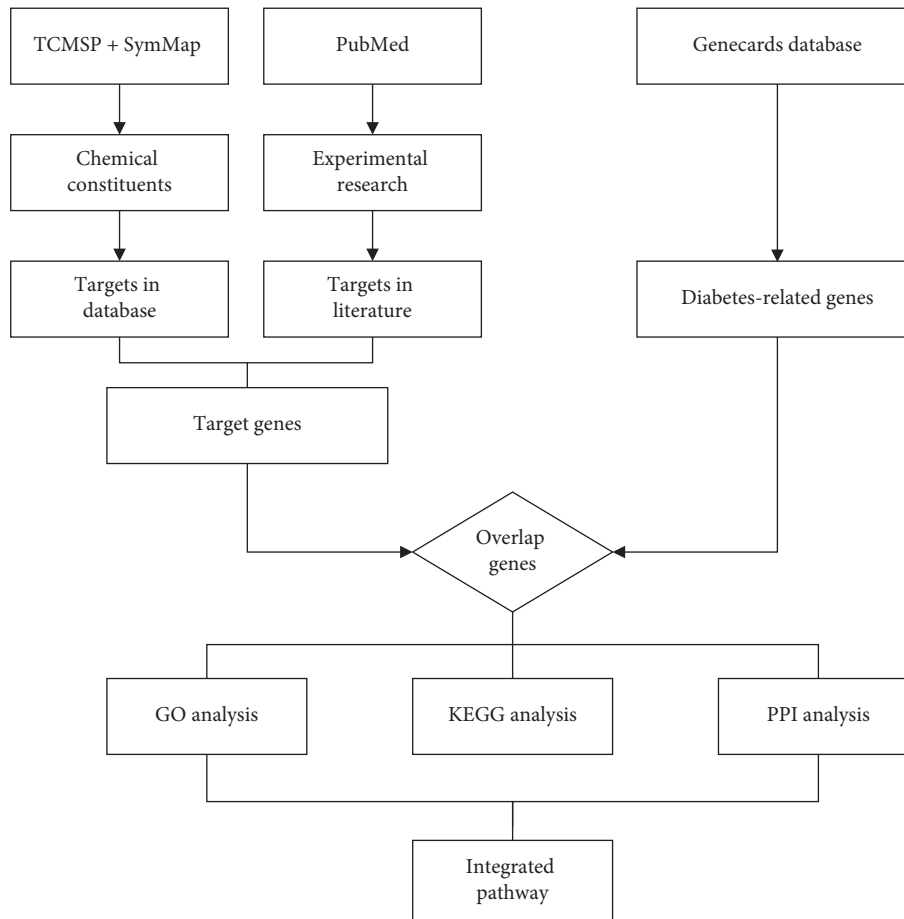 TCMSP + SymMap
PubMed
Genecards database
Chemical
constituents
Experimental
research
Targets in
database
Targets in
literature
Diabetes-related genes
Target genes
Overlap
genes
GO analysis
KEGG analysis
PPI analysis
Integrated
pathway